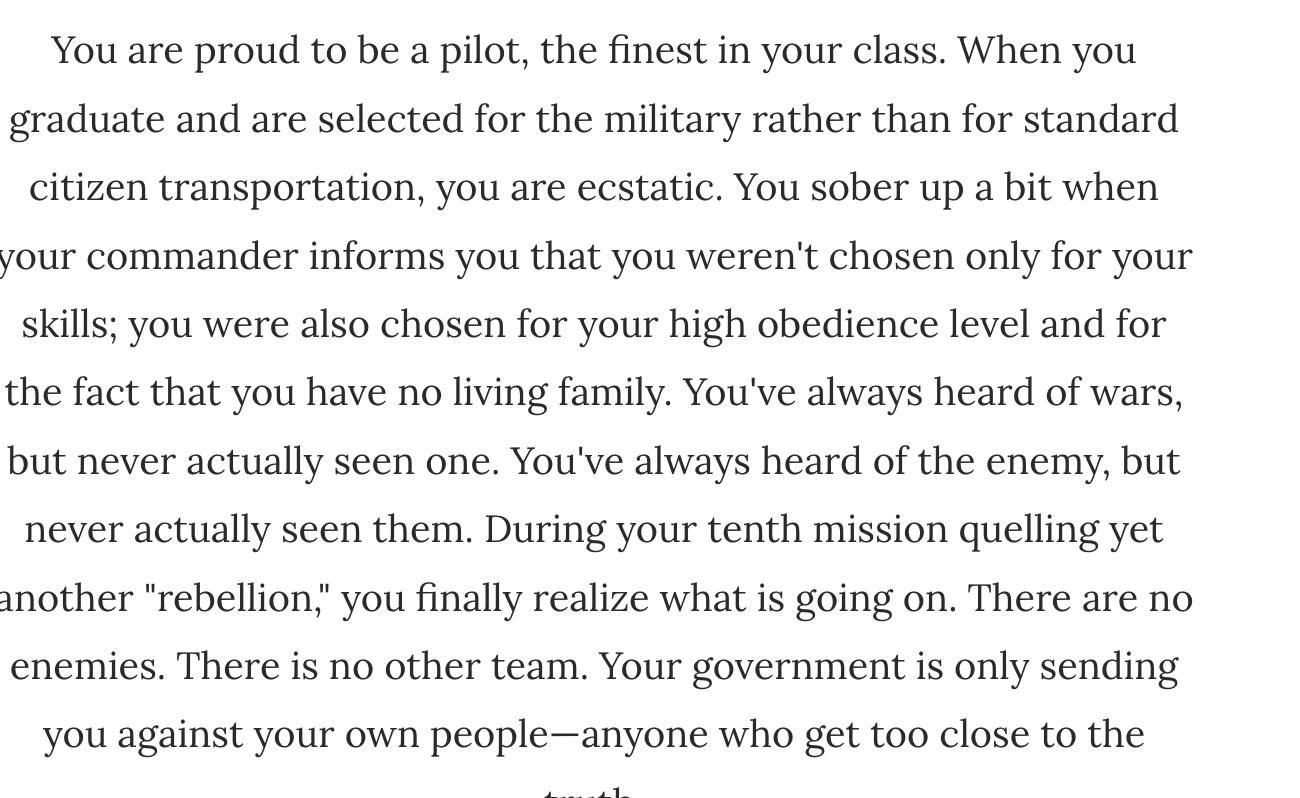 You are proud to be a pilot, the finest in your class. When you
graduate and are selected for the military rather than for standard
citizen transportation, you are ecstatic. You sober up a bit when
your commander informs you that you weren't chosen only for your
skills; you were also chosen for your high obedience level and for
the fact that you have no living family. You've always heard of wars,
but never actually seen one. You've always heard of the enemy, but
never actually seen them. During your tenth mission quelling yet
another "rebellion," you finally realize what is going on. There are no
enemies. There is no other team. Your government is only sending
you against your own people—anyone who get too close to the
truth